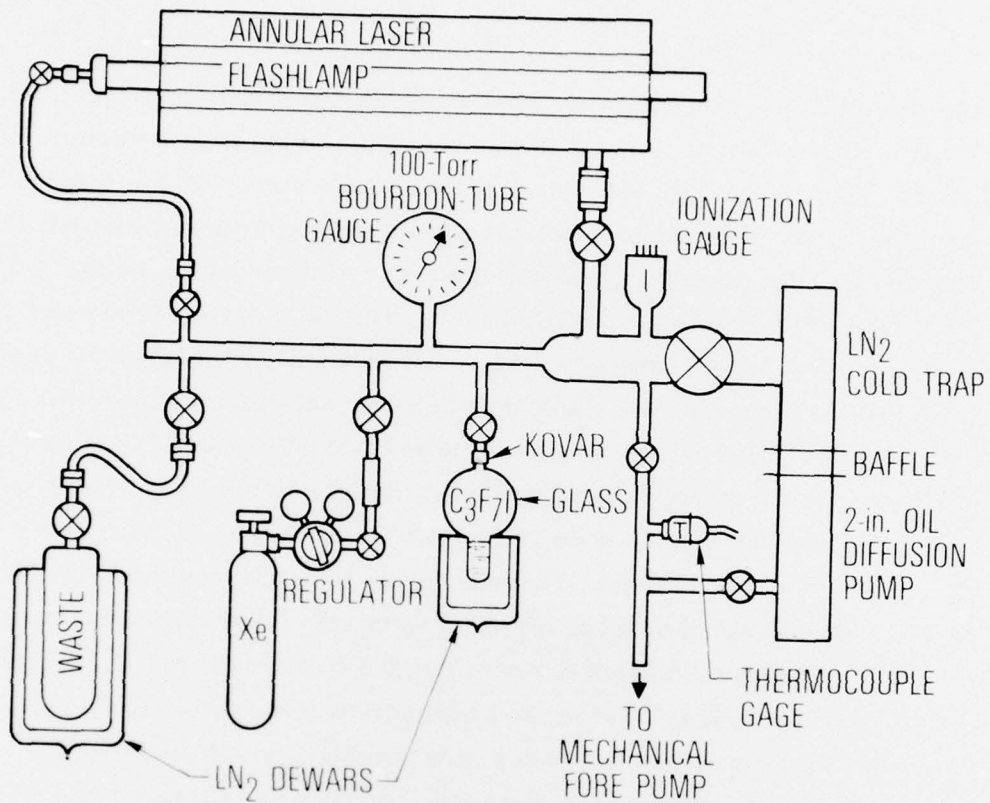 ANNULAR LASER
FLASHLAMP
100-Torr
BOURDON-TUBE
GAUGE
IONIZATION
GAUGE
LN₂
COLD TRAP
KOVAR
BAFFLE
C₃F₇I
GLASS
2-in. OIL
DIFFUSION
PUMP
REGULATOR
T
WASTE
Xe
THERMOCOUPLE
GAGE
TO
MECHANICAL
FORE PUMP
LN₂ DEWARS